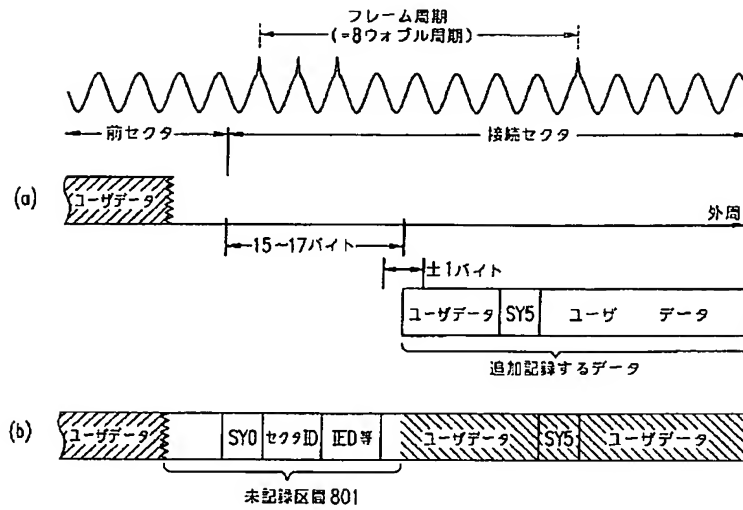 フレーム周期
(=8ウォブル周期)
前セクタ
接続セクタ
(a)
ユーザデータ
外周
15~17バイト
±1バイト
ユーザデータ
SY5
ユーザ データ
追加記録するデータ
(b)
ユーザデータ
SY0
セクタID
IED等
ユーザデータ
SY5
ユーザデータ
未記録区間801